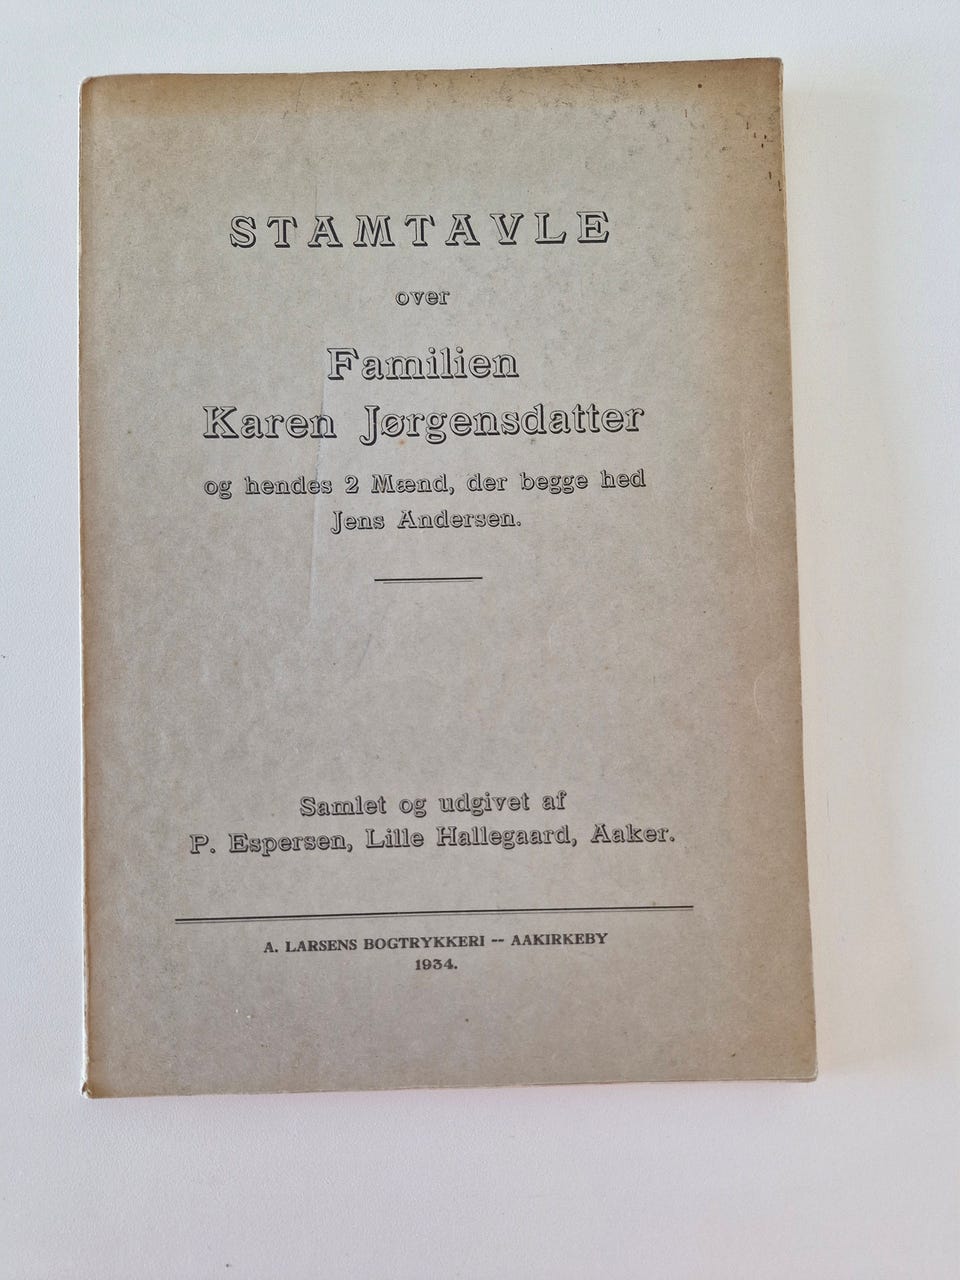 STAMTAVLE
over
Familien
Karen Jørgensdatter
og hendes 2 Mænd, der begge hed
Jens Andersen.
Samlet og udgivet af
P. Espersen, Lille Hallegaard, Aaker.
A. LARSENS BOGTRYKKERI -- AAKIRKEBY
1934.